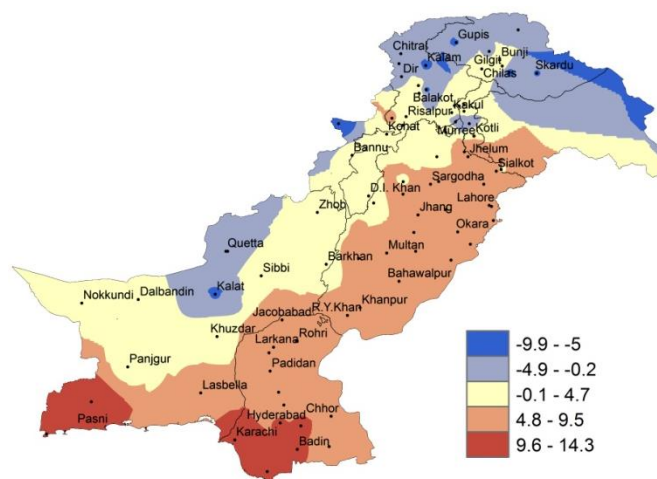 Gupis
Chitral
Kalam
Bunji
Gilgit
Dir
Chilas
Skardu
Balakot
Kakul
Risalpur
Kohat
Murree
Kotli
Bannu
Jhelum
Sialkot
D.I. Khan
Sargodha
Zhob
Jhang
Lahore
Okara
Quetta
Multan
Barkhan
Sibbi
Bahawalpur
Kalat
Nokkundi
Dalbandin
Khanpur
R.Y.Khan
Jacobabad
Khuzdar
Rohri
Larkana
Padidan
Panjgur
Lasbella
Pasni
Hyderabad
Chhor
Karachi
Badin
-9.9 - -5
-4.9 - -0.2
-0.1 - 4.7
4.8 - 9.5
9.6 - 14.3